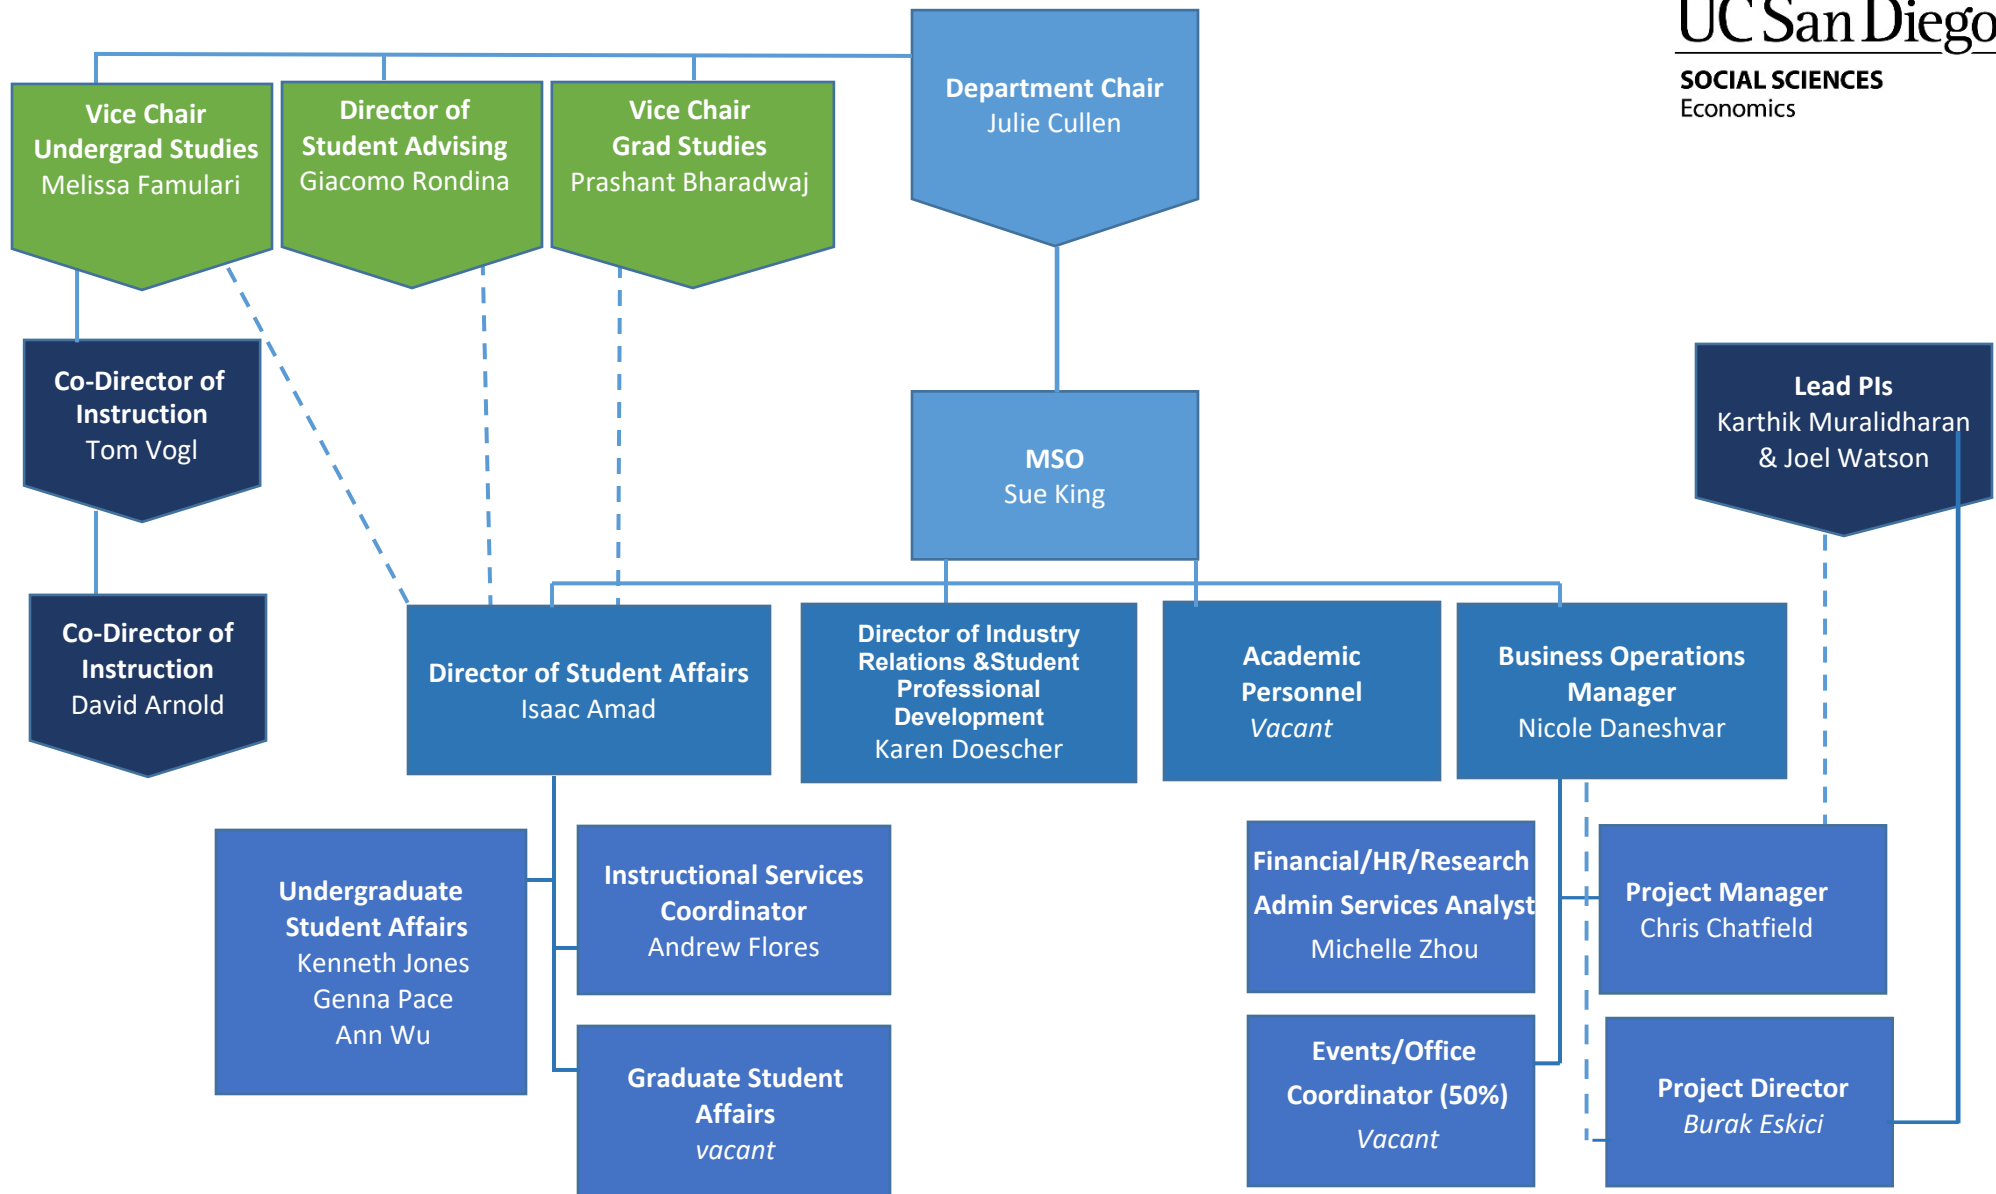 UC San Diego
SOCIAL SCIENCES
Economics
Department Chair
Julie Cullen
Vice Chair
Undergrad Studies
Melissa Famulari
Director of
Student Advising
Giacomo Rondina
Vice Chair
Grad Studies
Prashant Bharadwaj
Co-Director of
Instruction
Tom Vogl
MSO
Sue King
Lead PIs
Karthik Muralidharan
& Joel Watson
Co-Director of
Instruction
David Arnold
Director of Student Affairs
Isaac Amad
Director of Industry
Relations &Student
Professional
Development
Karen Doescher
Academic
Personnel
Vacant
Business Operations
Manager
Nicole Daneshvar
Undergraduate
Student Affairs
Kenneth Jones
Genna Pace
Ann Wu
Instructional Services
Coordinator
Andrew Flores
Financial/HR/Research
Admin Services Analyst
Michelle Zhou
Project Manager
Chris Chatfield
Graduate Student
Affairs
vacant
Events/Office
Coordinator (50%)
Vacant
Project Director
Burak Eskici